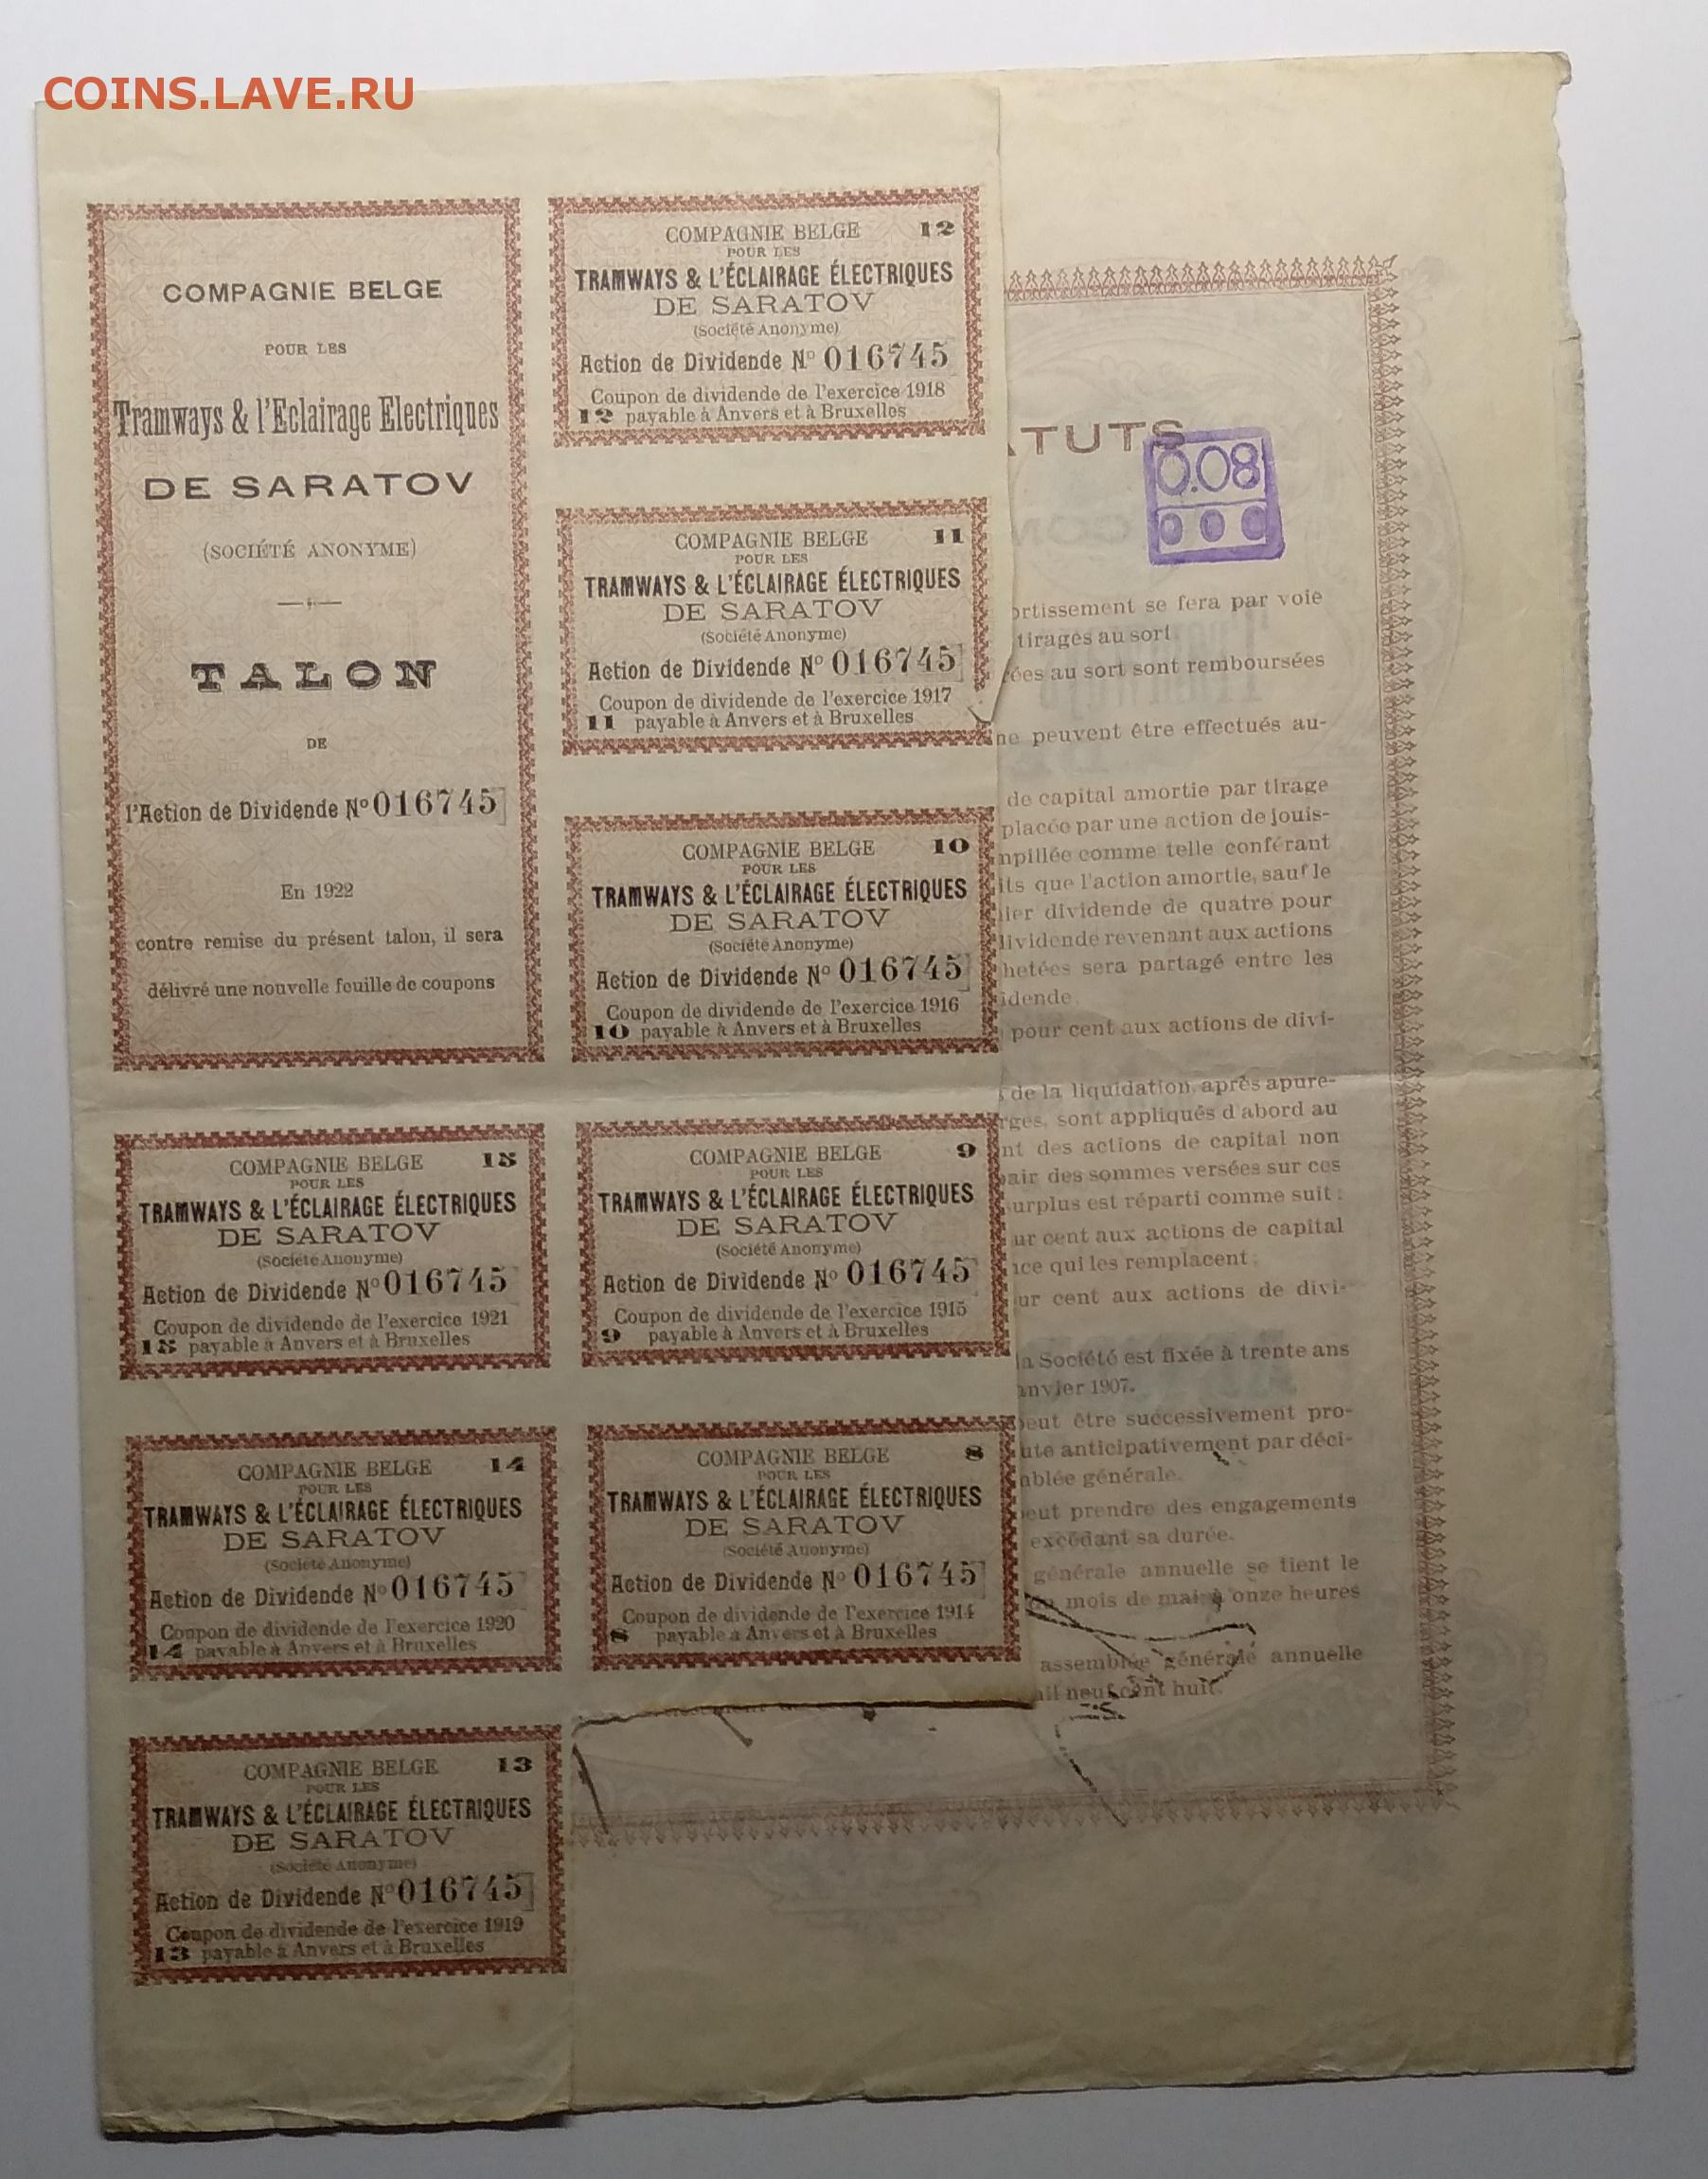 COINS.LAVE.RU
COMPAGNIE BELGE
POUR LES
Tramways & l'Eclairage Electriques
DE SARATOV
(SOCIÉTÉ ANONYME)
TALON
DE
l'Action de Dividende Nº 016745
En 1922
contre remise du présent talon, il sera
délivré une nouvelle feuille de coupons
COMPAGNIE BELGE 15
POUR LES
TRAMWAYS & L'ÉCLAIRAGE ÉLECTRIQUES
DE SARATOV
(Société Anonyme)
Action de Dividende Nº 016745
Coupon de dividende de l'exercice 1921
15 payable à Anvers et à Bruxelles
COMPAGNIE BELGE 14
POUR LES
TRAMWAYS & L'ÉCLAIRAGE ÉLECTRIQUES
DE SARATOV
(Société Anonyme)
Action de Dividende Nº 016745
Coupon de dividende de l'exercice 1920
14 payable à Anvers et à Bruxelles
COMPAGNIE BELGE 13
POUR LES
TRAMWAYS & L'ÉCLAIRAGE ÉLECTRIQUES
DE SARATOV
(Société Anonyme)
Action de Dividende Nº 016745
Coupon de dividende de l'exercice 1919
13 payable à Anvers et à Bruxelles
COMPAGNIE BELGE 12
POUR LES
TRAMWAYS & L'ÉCLAIRAGE ÉLECTRIQUES
DE SARATOV
(Société Anonyme)
Action de Dividende Nº 016745
Coupon de dividende de l'exercice 1918
12 payable à Anvers et à Bruxelles
COMPAGNIE BELGE 11
POUR LES
TRAMWAYS & L'ÉCLAIRAGE ÉLECTRIQUES
DE SARATOV
(Société Anonyme)
Action de Dividende Nº 016745
Coupon de dividende de l'exercice 1917
11 payable à Anvers et à Bruxelles
COMPAGNIE BELGE 10
POUR LES
TRAMWAYS & L'ÉCLAIRAGE ÉLECTRIQUES
DE SARATOV
(Société Anonyme)
Action de Dividende Nº 016745
Coupon de dividende de l'exercice 1916
10 payable à Anvers et à Bruxelles
COMPAGNIE BELGE 9
POUR LES
TRAMWAYS & L'ÉCLAIRAGE ÉLECTRIQUES
DE SARATOV
(Société Anonyme)
Action de Dividende Nº 016745
Coupon de dividende de l'exercice 1915
9 payable à Anvers et à Bruxelles
COMPAGNIE BELGE 8
POUR LES
TRAMWAYS & L'ÉCLAIRAGE ÉLECTRIQUES
DE SARATOV
(Société Anonyme)
Action de Dividende Nº 016745
Coupon de dividende de l'exercice 1914
8 payable à Anvers et à Bruxelles
ATUTS
0.08
ortissement se fera par voie
tirages au sort
ées au sort sont remboursées
ne peuvent être effectués au-
de capital amortie par tirage
placée par une action de jouis-
mpillée comme telle conférant
its que l'action amortie, sauf le
ier dividende de quatre pour
dividende revenant aux actions
hetées sera partagé entre les
idende.
pour cent aux actions de divi-
de la liquidation, après apure-
rges, sont appliqués d'abord au
nt des actions de capital non
pair des sommes versées sur ces
urplus est réparti comme suit :
ur cent aux actions de capital
nce qui les remplacent ;
ur cent aux actions de divi-
la Société est fixée à trente ans
anvier 1907.
peut être successivement pro-
ute anticipativement par déci-
mblée générale.
peut prendre des engagements
excédant sa durée.
générale annuelle se tient le
mois de mai, à onze heures
assemblée générale annuelle
mil neuf cent huit.